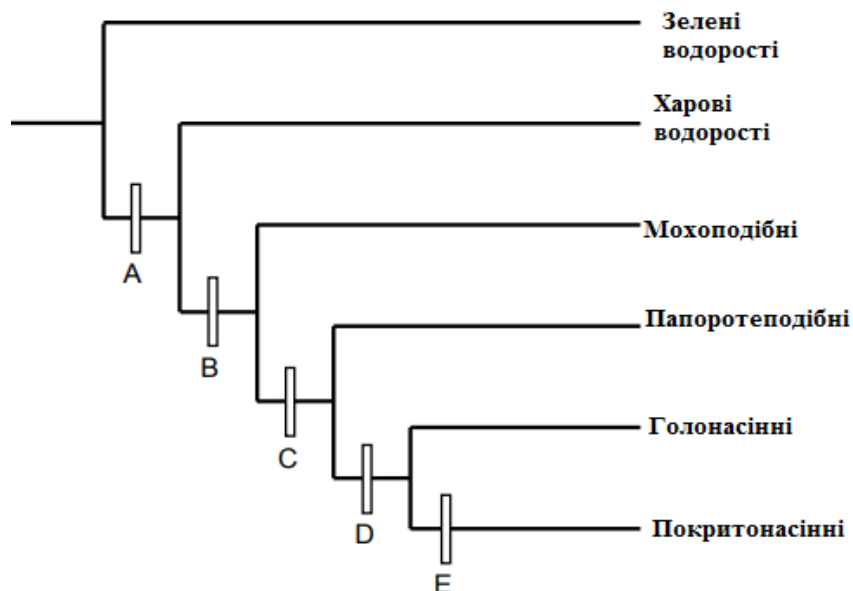 Зелені
водорості
Харові
водорості
Мохоподібні
Папоротеподібні
Голонасінні
Покритонасінні
A
B
C
D
E